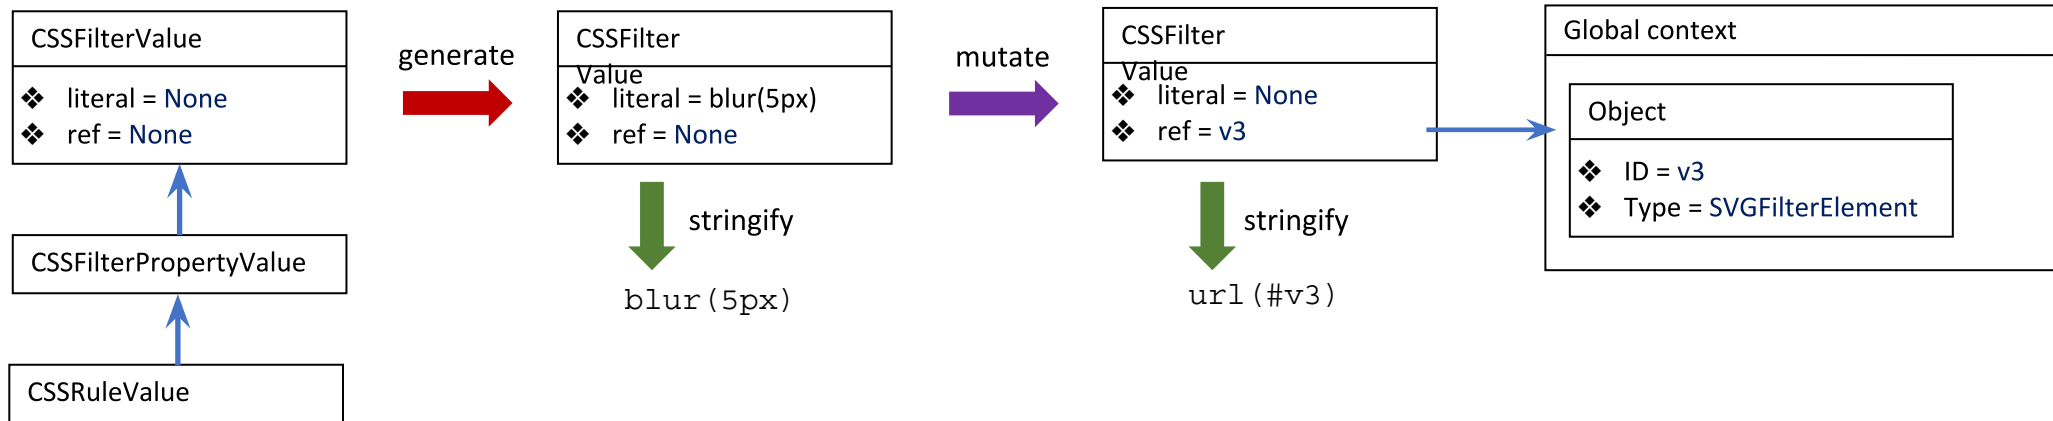 CSSFilterValue
❖ literal = None
❖ ref = None
CSSFilterPropertyValue
CSSRuleValue
generate
CSSFilter
Value
❖ literal = blur(5px)
❖ ref = None
stringify
blur(5px)
mutate
CSSFilter
Value
❖ literal = None
❖ ref = v3
stringify
url(#v3)
Global context
Object
❖ ID = v3
❖ Type = SVGFilterElement